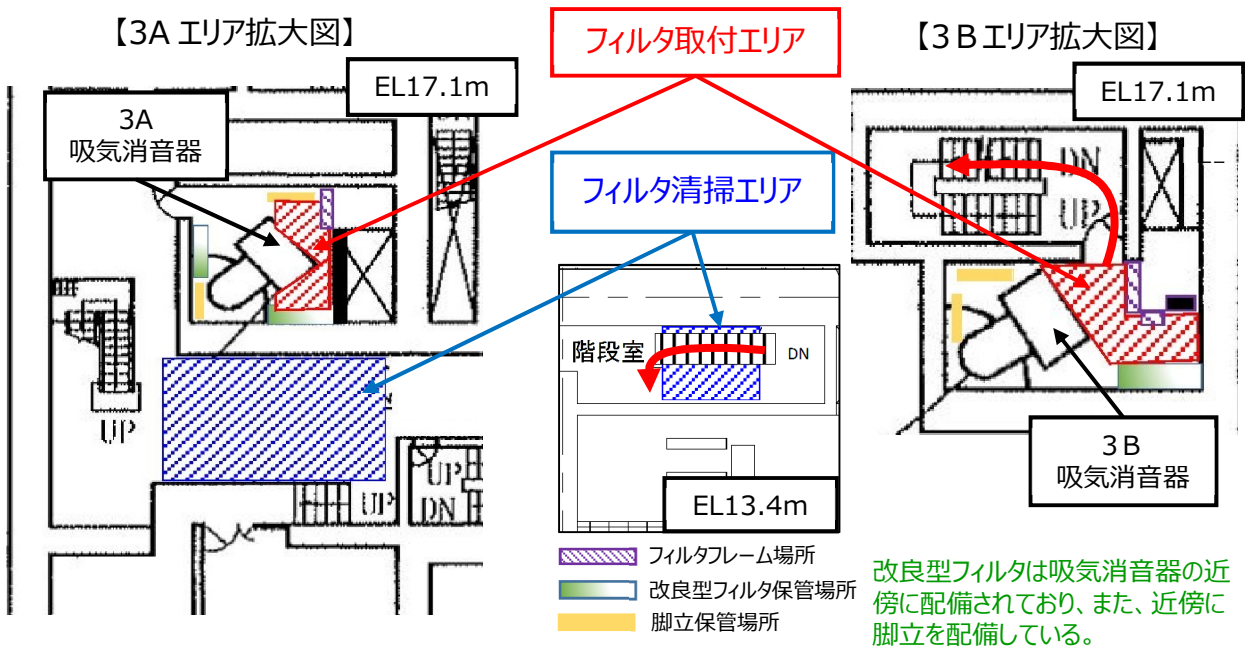 【3A エリア拡大図】
フィルタ取付エリア
【3Bエリア拡大図】
EL17.1m
EL17.1m
3A
吸気消音器
DN
UP
フィルタ清掃エリア
階段室
DN
UP
UP
DN
UP
3B
吸気消音器
EL13.4m
フィルタフレーム場所
改良型フィルタ保管場所
脚立保管場所
改良型フィルタは吸気消音器の近
傍に配備されており、また、近傍に
脚立を配備している。